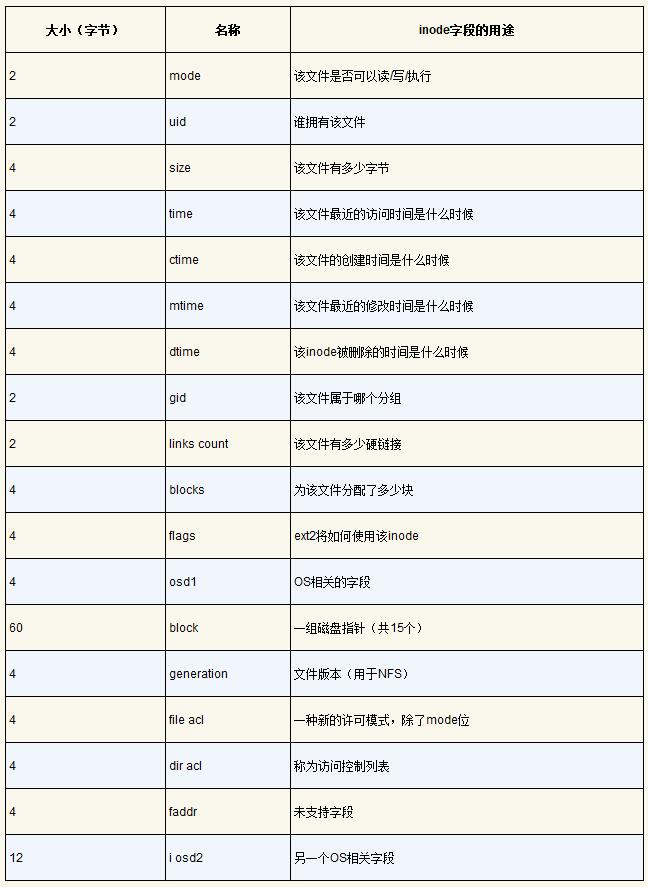 大小（字节） 名称 inode字段的用途
2 mode 该文件是否可以读/写/执行
2 uid 谁拥有该文件
4 size 该文件有多少字节
4 time 该文件最近的访问时间是什么时候
4 ctime 该文件的创建时间是什么时候
4 mtime 该文件最近的修改时间是什么时候
4 dtime 该inode被删除的时间是什么时候
2 gid 该文件属于哪个分组
2 links count 该文件有多少硬链接
4 blocks 为该文件分配了多少块
4 flags ext2将如何使用该inode
4 osd1 OS相关的字段
60 block 一组磁盘指针（共15个）
4 generation 文件版本（用于NFS）
4 file acl 一种新的许可模式，除了mode位
4 dir acl 称为访问控制列表
4 faddr 未支持字段
12 i osd2 另一个OS相关字段